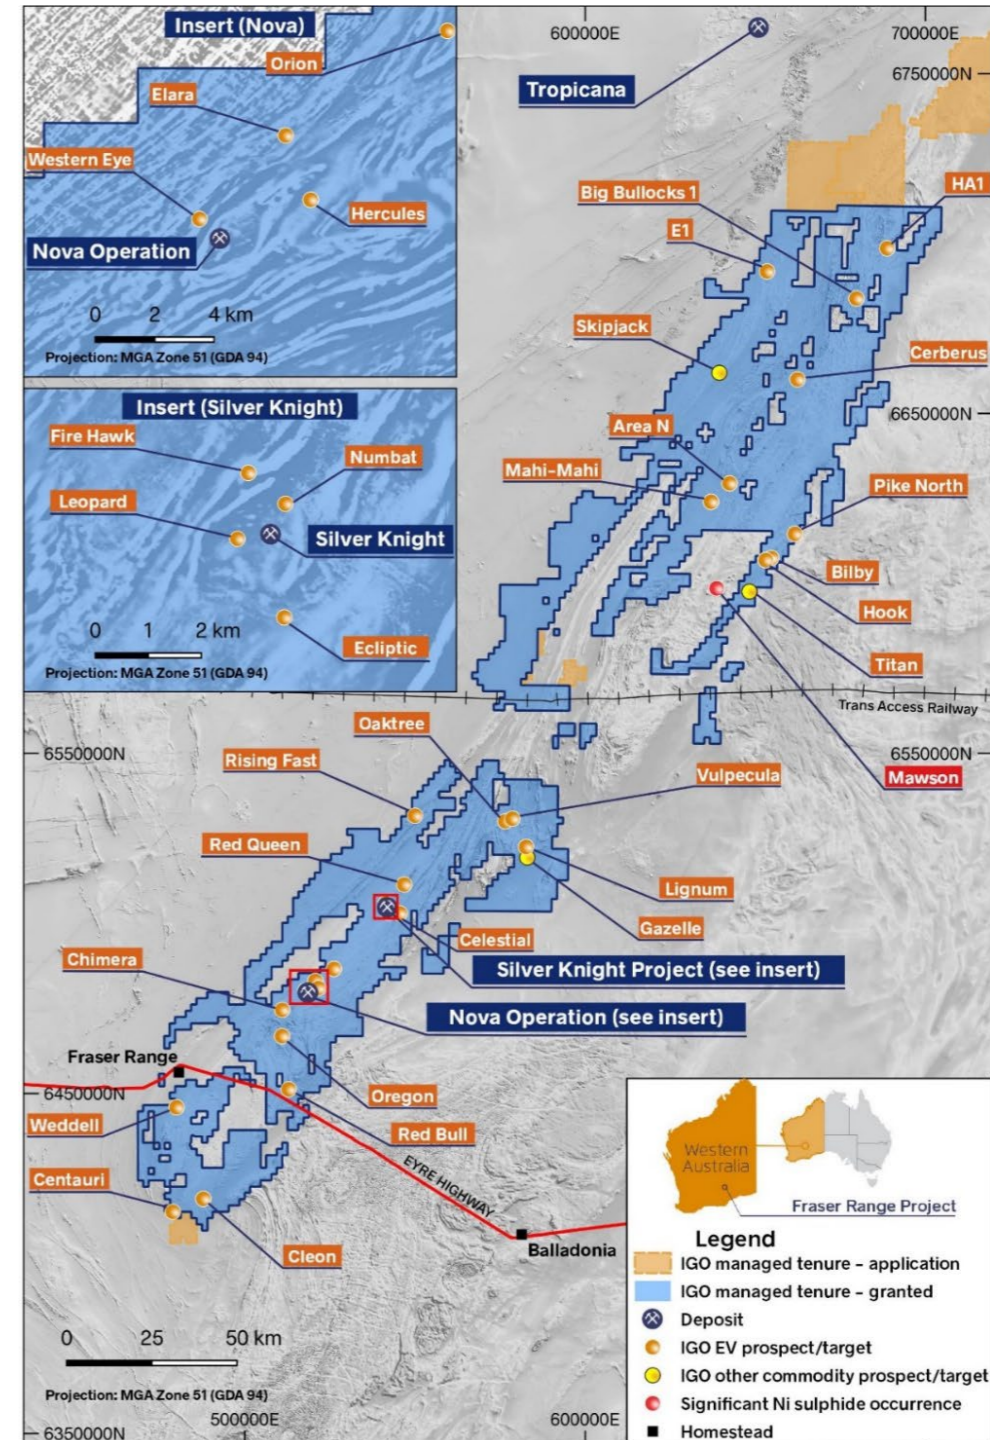 Insert (Nova)
Orion
Elara
Western Eye
Hercules
Nova Operation
0 2 4 km
Projection: MGA Zone 51 (GDA 94)
Insert (Silver Knight)
Fire Hawk
Numbat
Leopard
Silver Knight
0 1 2 km
Ecliptic
Projection: MGA Zone 51 (GDA 94)
600000E
700000E
6750000N
Tropicana
Big Bullocks 1
HA1
E1
Skipjack
Cerberus
6650000N
Area N
Mahi-Mahi
Pike North
Bilby
Hook
Titan
Trans Access Railway
Oaktree
6550000N
6550000N
Rising Fast
Vulpecula
Mawson
Red Queen
Lignum
Gazelle
Celestial
Chimera
Silver Knight Project (see insert)
Nova Operation (see insert)
Fraser Range
6450000N
Oregon
Weddell
Red Bull
EYRE HIGHWAY
Centauri
Cleon
Balladonia
0 25 50 km
Projection: MGA Zone 51 (GDA 94)
500000E
600000E
6350000N
Western
Australia
Fraser Range Project
Legend
IGO managed tenure - application
IGO managed tenure - granted
Deposit
IGO EV prospect/target
IGO other commodity prospect/target
Significant Ni sulphide occurrence
Homestead